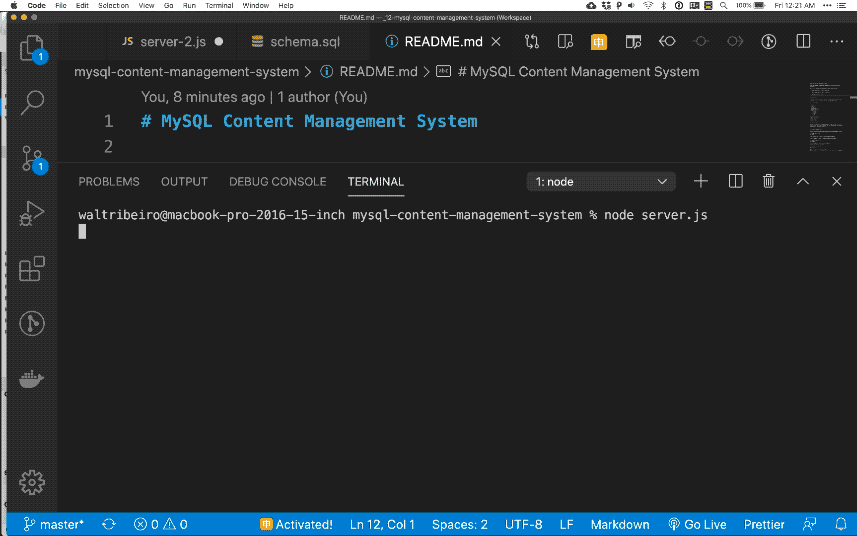 Code File Edit Selection View Go Run Terminal Window Help 100% Fri 12:21 AM
README.md — _12-mysql-content-management-system (Workspace)
JS server-2.js schema.sql README.md
mysql-content-management-system > README.md > abc # MySQL Content Management System
You, 8 minutes ago | 1 author (You)
1 # MySQL Content Management System
2
PROBLEMS OUTPUT DEBUG CONSOLE TERMINAL 1: node
waltribeiro@macbook-pro-2016-15-inch mysql-content-management-system % node server.js
1
1
master* 0 0 Activated! Ln 12, Col 1 Spaces: 2 UTF-8 LF Markdown Go Live Prettier